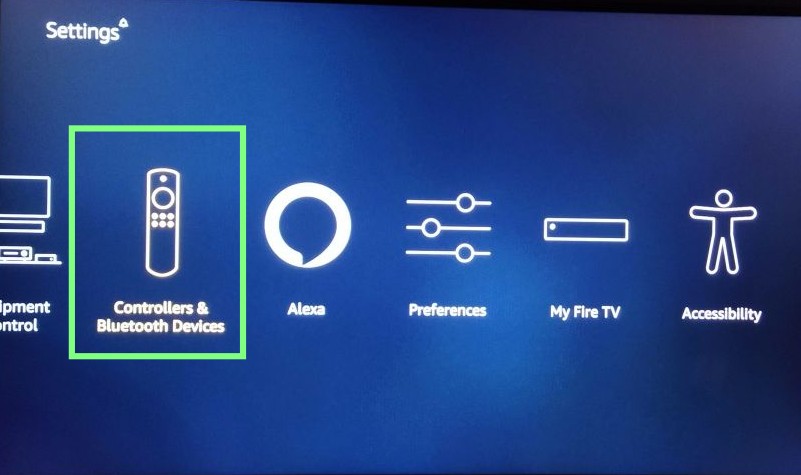 Settings
ipment
ontrol
Controllers &
Bluetooth Devices
Alexa
Preferences
My Fire TV
Accessibility